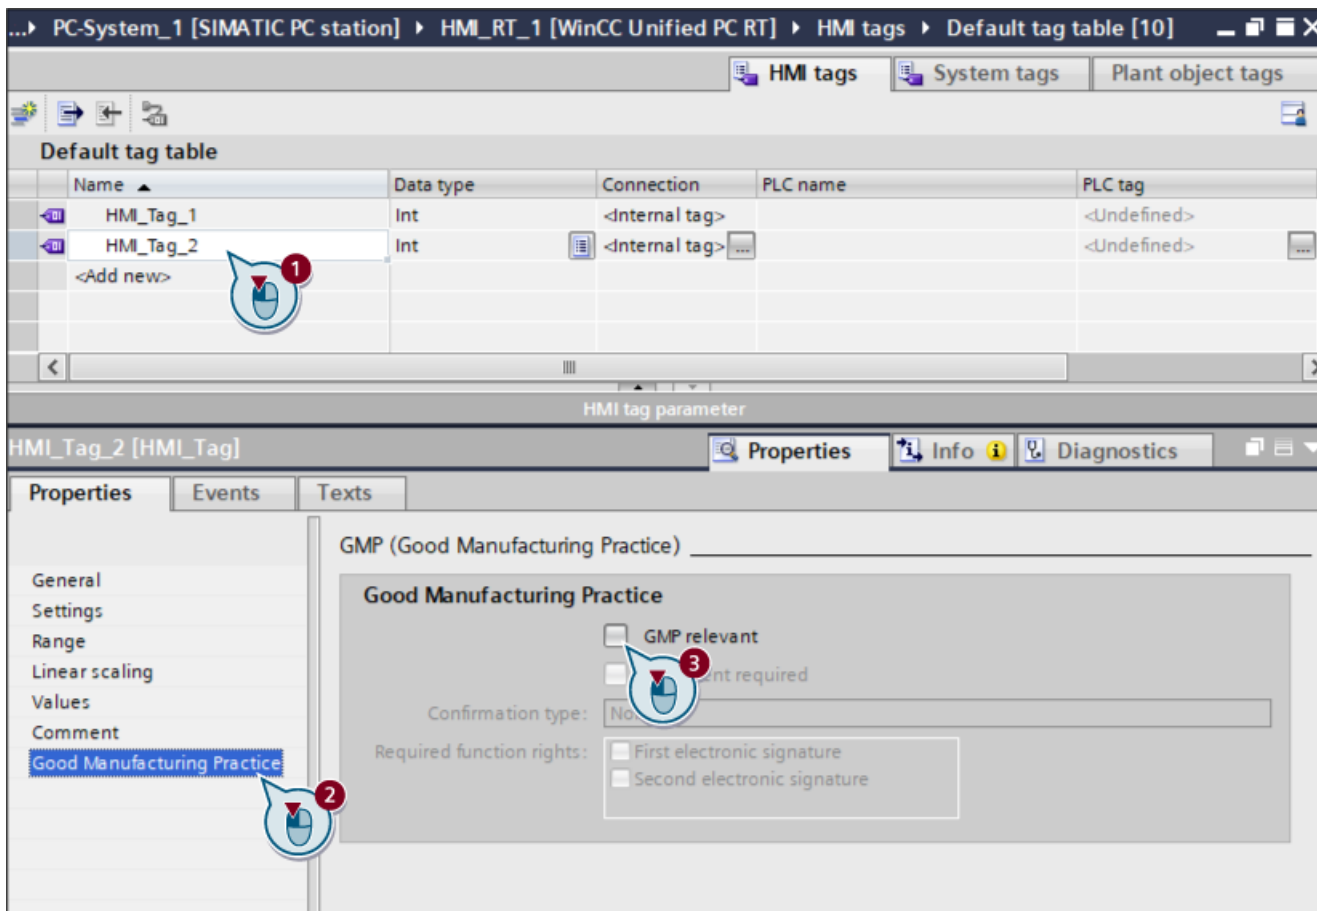 ...▸ PC-System_1 [SIMATIC PC station] ▸ HMI_RT_1 [WinCC Unified PC RT] ▸ HMI tags ▸ Default tag table [10]
HMI tags System tags Plant object tags
Default tag table
Name Data type Connection PLC name PLC tag
HMI_Tag_1 Int <Internal tag> <Undefined>
HMI_Tag_2 Int <Internal tag> ... <Undefined> ...
1
<Add new>
HMI tag parameter
HMI_Tag_2 [HMI_Tag] Properties Info Diagnostics
Properties Events Texts
GMP (Good Manufacturing Practice)
General
Settings
Range
Linear scaling
Values
Comment
Good Manufacturing Practice
2
Good Manufacturing Practice
GMP relevant
3
required
Confirmation type:
Required function rights: First electronic signature
Second electronic signature